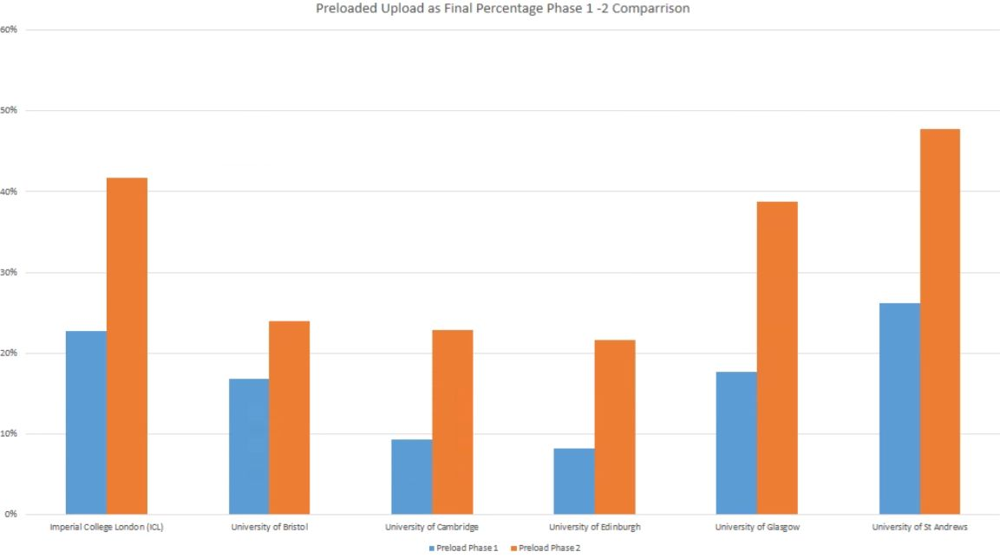 Preloaded Upload as Final Percentage Phase 1 -2 Comparrison
60%
50%
40%
30%
20%
10%
0%
Imperial College London (ICL) University of Bristol University of Cambridge University of Edinburgh University of Glasgow University of St Andrews
Preload Phase 1 Preload Phase 2